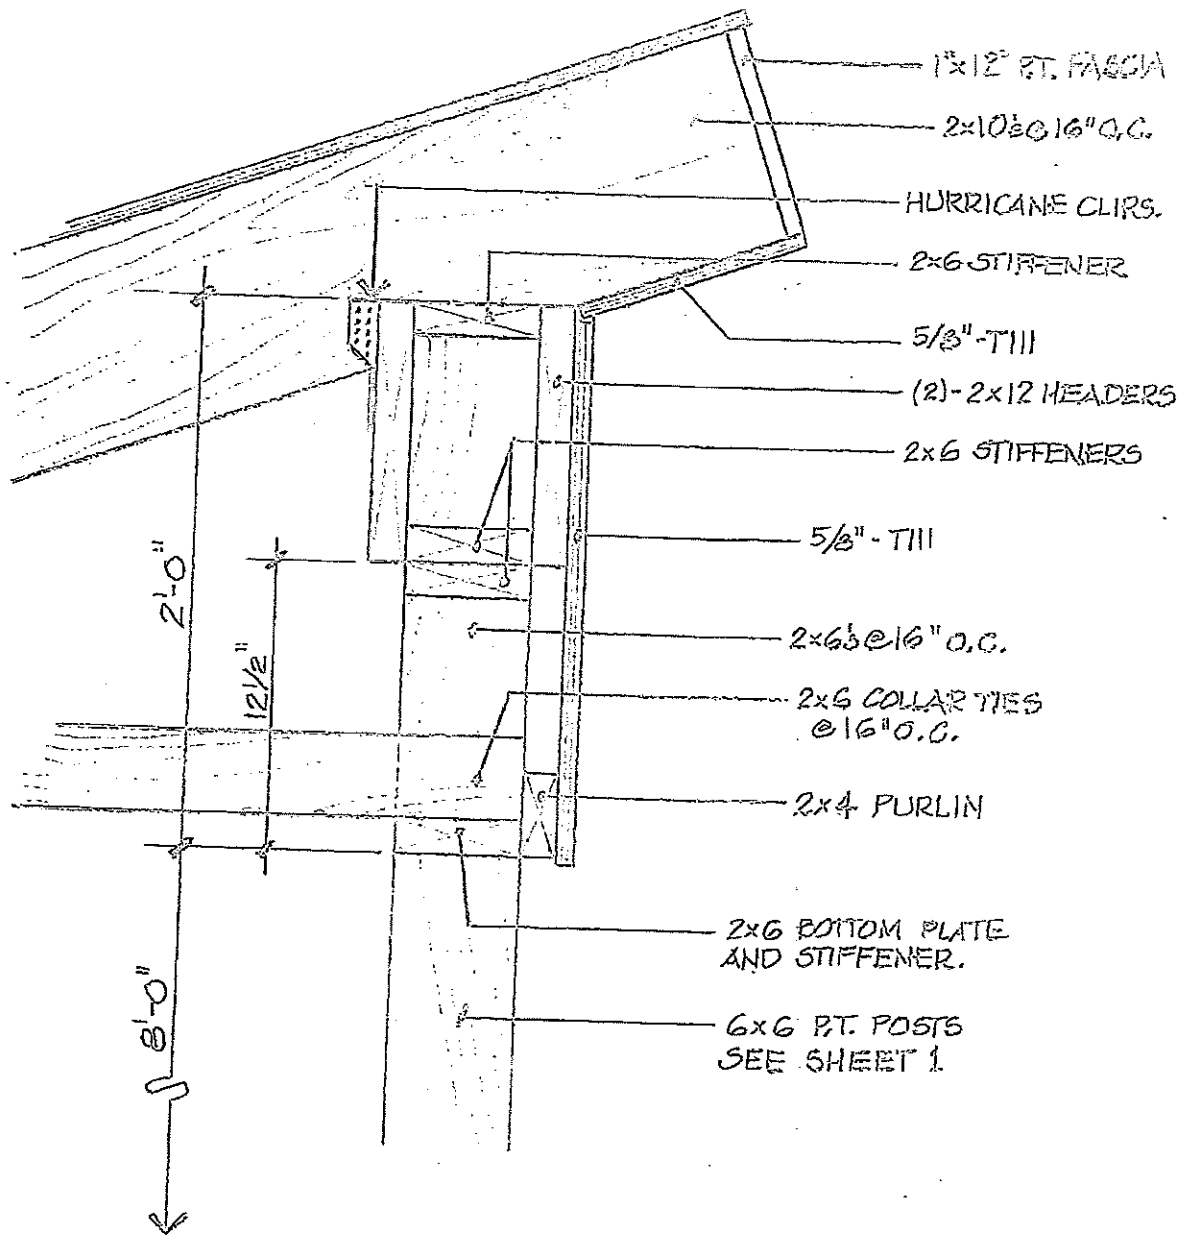 1"x12" P.T. FASCIA
2x10's@16"O.C.
HURRICANE CLIPS.
2x6 STIFFENER
5/8"-T111
(2)-2x12 HEADERS
2x6 STIFFENERS
5/8"-T111
2x6's@16"O.C.
2x6 COLLAR TIES
@16"O.C.
2x4 PURLIN
2x6 BOTTOM PLATE
AND STIFFENER.
6x6 P.T. POSTS
SEE SHEET 1
2'-0"
12 1/2"
8'-0"